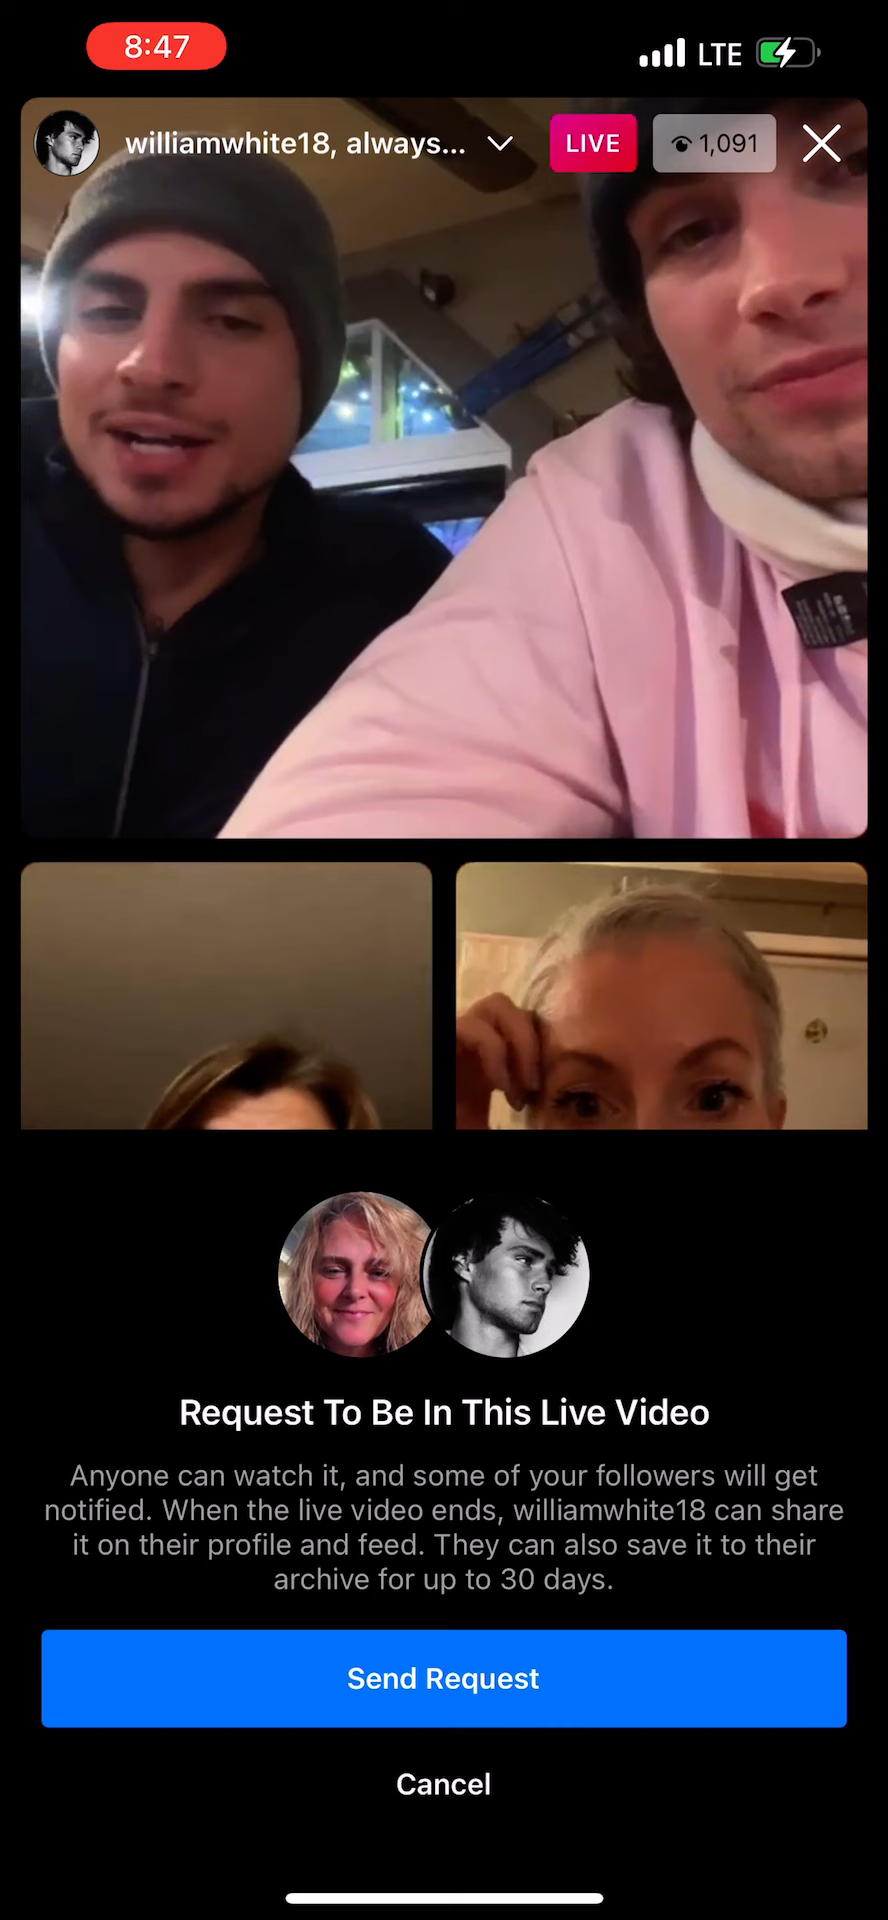 8:47
LTE
williamwhite18, always...
LIVE
1,091
Request To Be In This Live Video
Anyone can watch it, and some of your followers will get
notified. When the live video ends, williamwhite18 can share
it on their profile and feed. They can also save it to their
archive for up to 30 days.
Send Request
Cancel